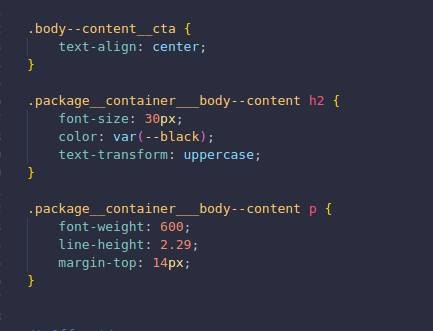 .body--content__cta {
text-align: center;
}
.package__container___body--content h2 {
font-size: 30px;
color: var(--black);
text-transform: uppercase;
}
.package__container___body--content p {
font-weight: 600;
line-height: 2.29;
margin-top: 14px;
}